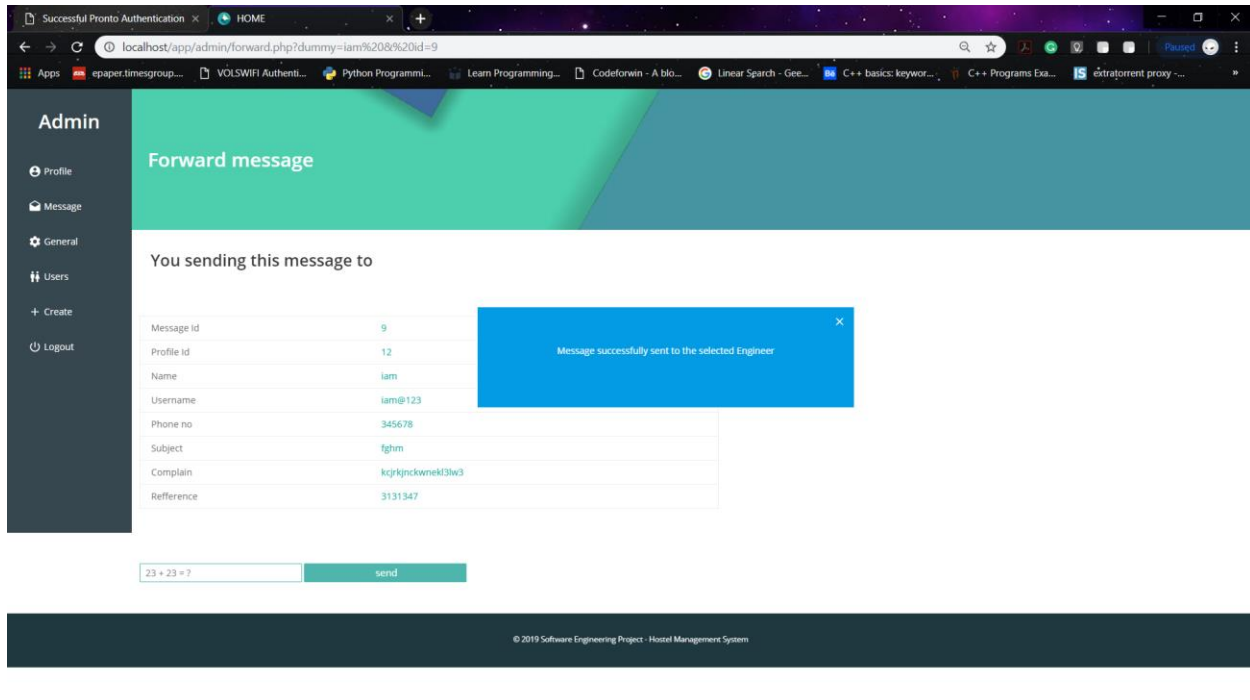 Successful Pronto Authentication
HOME
localhost/app/admin/forward.php?dummy=iam%20&%20id=9
Paused
Apps
epaper.timesgroup....
VOLSWIFI Authenti...
Python Programmi...
Learn Programming...
Codeforwin - A blo...
Linear Search - Gee...
C++ basics: keywor...
C++ Programs Exa...
extratorrent proxy -...
Admin
Profile
Message
General
Users
Create
Logout
Forward message
You sending this message to
Message Id 9
Profile Id 12
Name iam
Username iam@123
Phone no 345678
Subject fghm
Complain kcjrkjnckwnekl3lw3
Refference 3131347
Message successfully sent to the selected Engineer
23 + 23 = ?
send
© 2019 Software Engineering Project - Hostel Management System